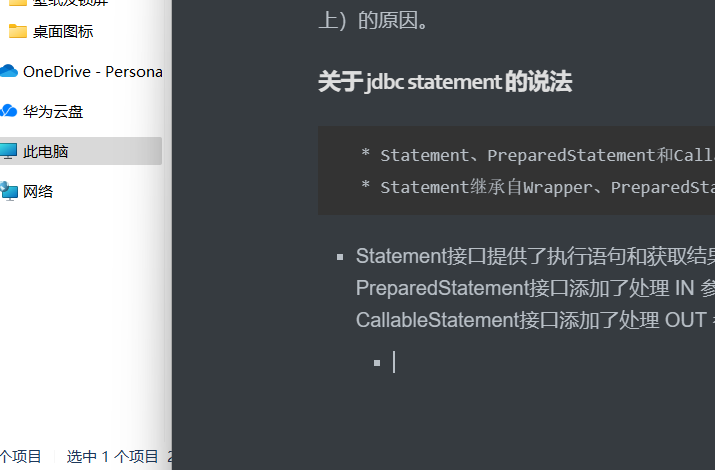 壁纸及锁屏
桌面图标
OneDrive - Persona
华为云盘
此电脑
网络
个项目 选中 1 个项目 2
上）的原因。
关于 jdbc statement 的说法
* Statement、PreparedStatement和Call
* Statement继承自Wrapper、PreparedSta
Statement接口提供了执行语句和获取结果
PreparedStatement接口添加了处理 IN 参
CallableStatement接口添加了处理 OUT